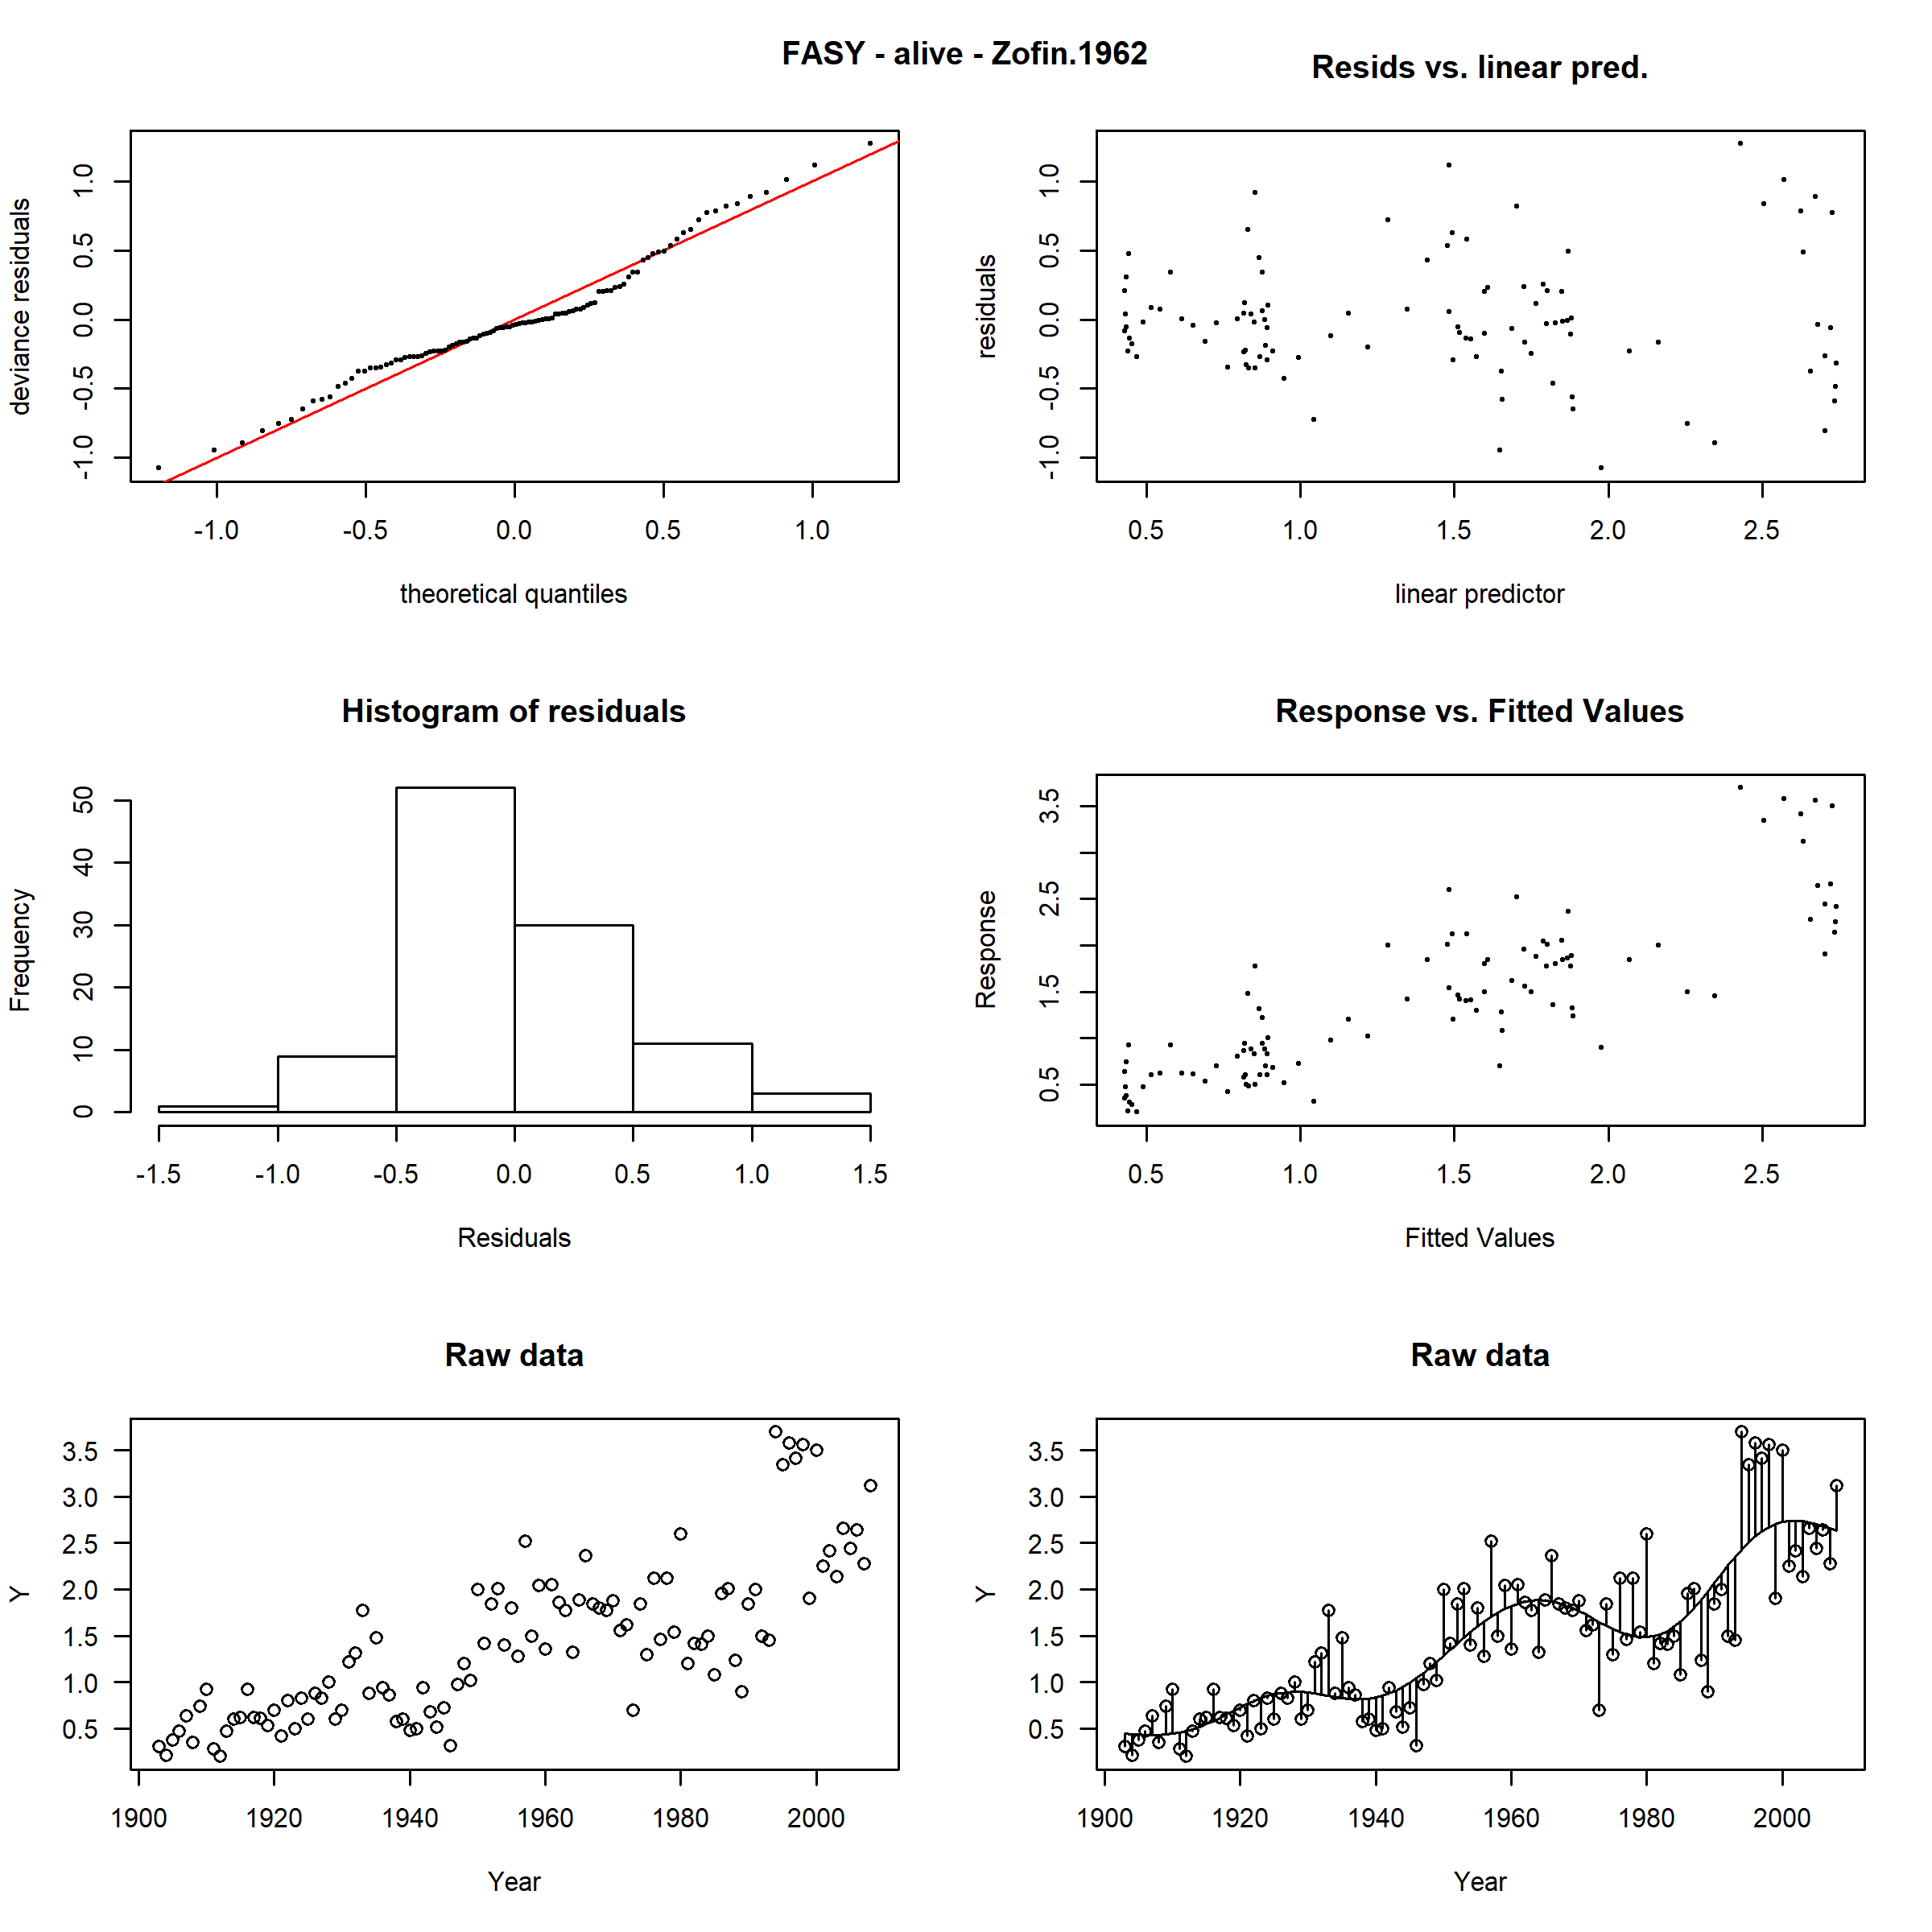 FASY - alive - Zofin.1962
Resids vs. linear pred.
deviance residuals
-1.0 -0.5 0.0 0.5 1.0
-1.0 -0.5 0.0 0.5 1.0
theoretical quantiles
residuals
-1.0 -0.5 0.0 0.5 1.0
0.5 1.0 1.5 2.0 2.5
linear predictor
Histogram of residuals
Frequency
0 10 20 30 40 50
-1.5 -1.0 -0.5 0.0 0.5 1.0 1.5
Residuals
Response vs. Fitted Values
Response
0.5 1.5 2.5 3.5
0.5 1.0 1.5 2.0 2.5
Fitted Values
Raw data
Y
3.5
3.0
2.5
2.0
1.5
1.0
0.5
1900 1920 1940 1960 1980 2000
Year
Raw data
Y
3.5
3.0
2.5
2.0
1.5
1.0
0.5
1900 1920 1940 1960 1980 2000
Year